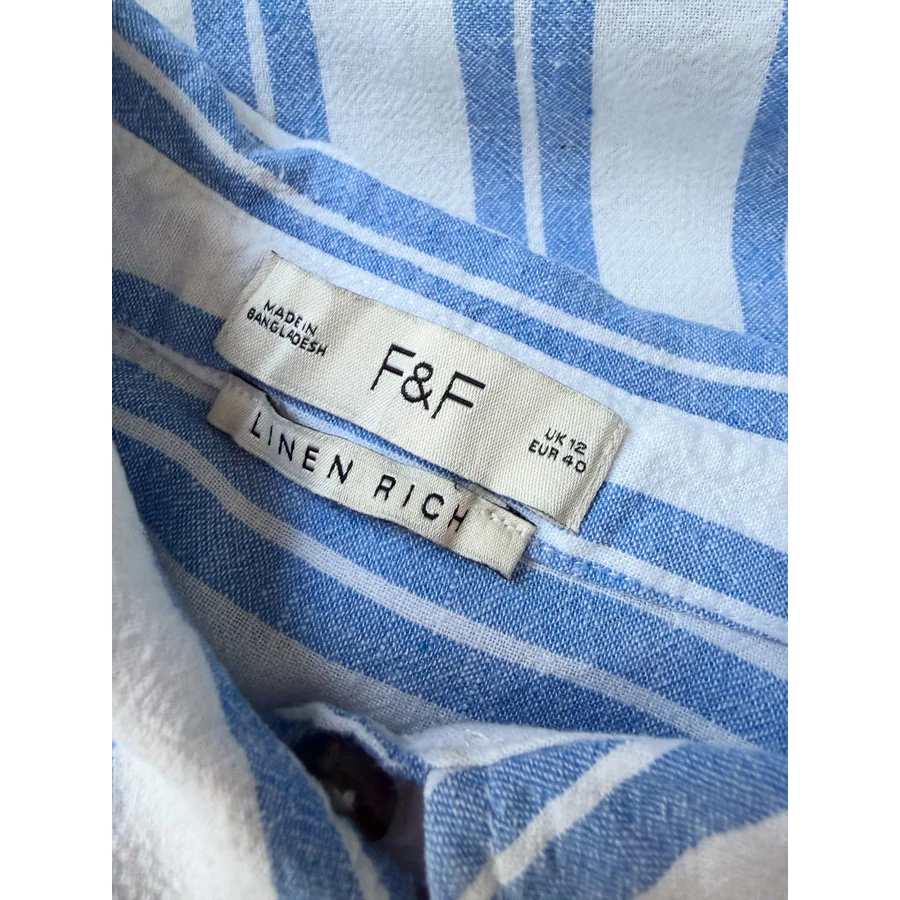 MADE IN
BANGLADESH
F&F
UK 12
EUR 40
LINEN RICH